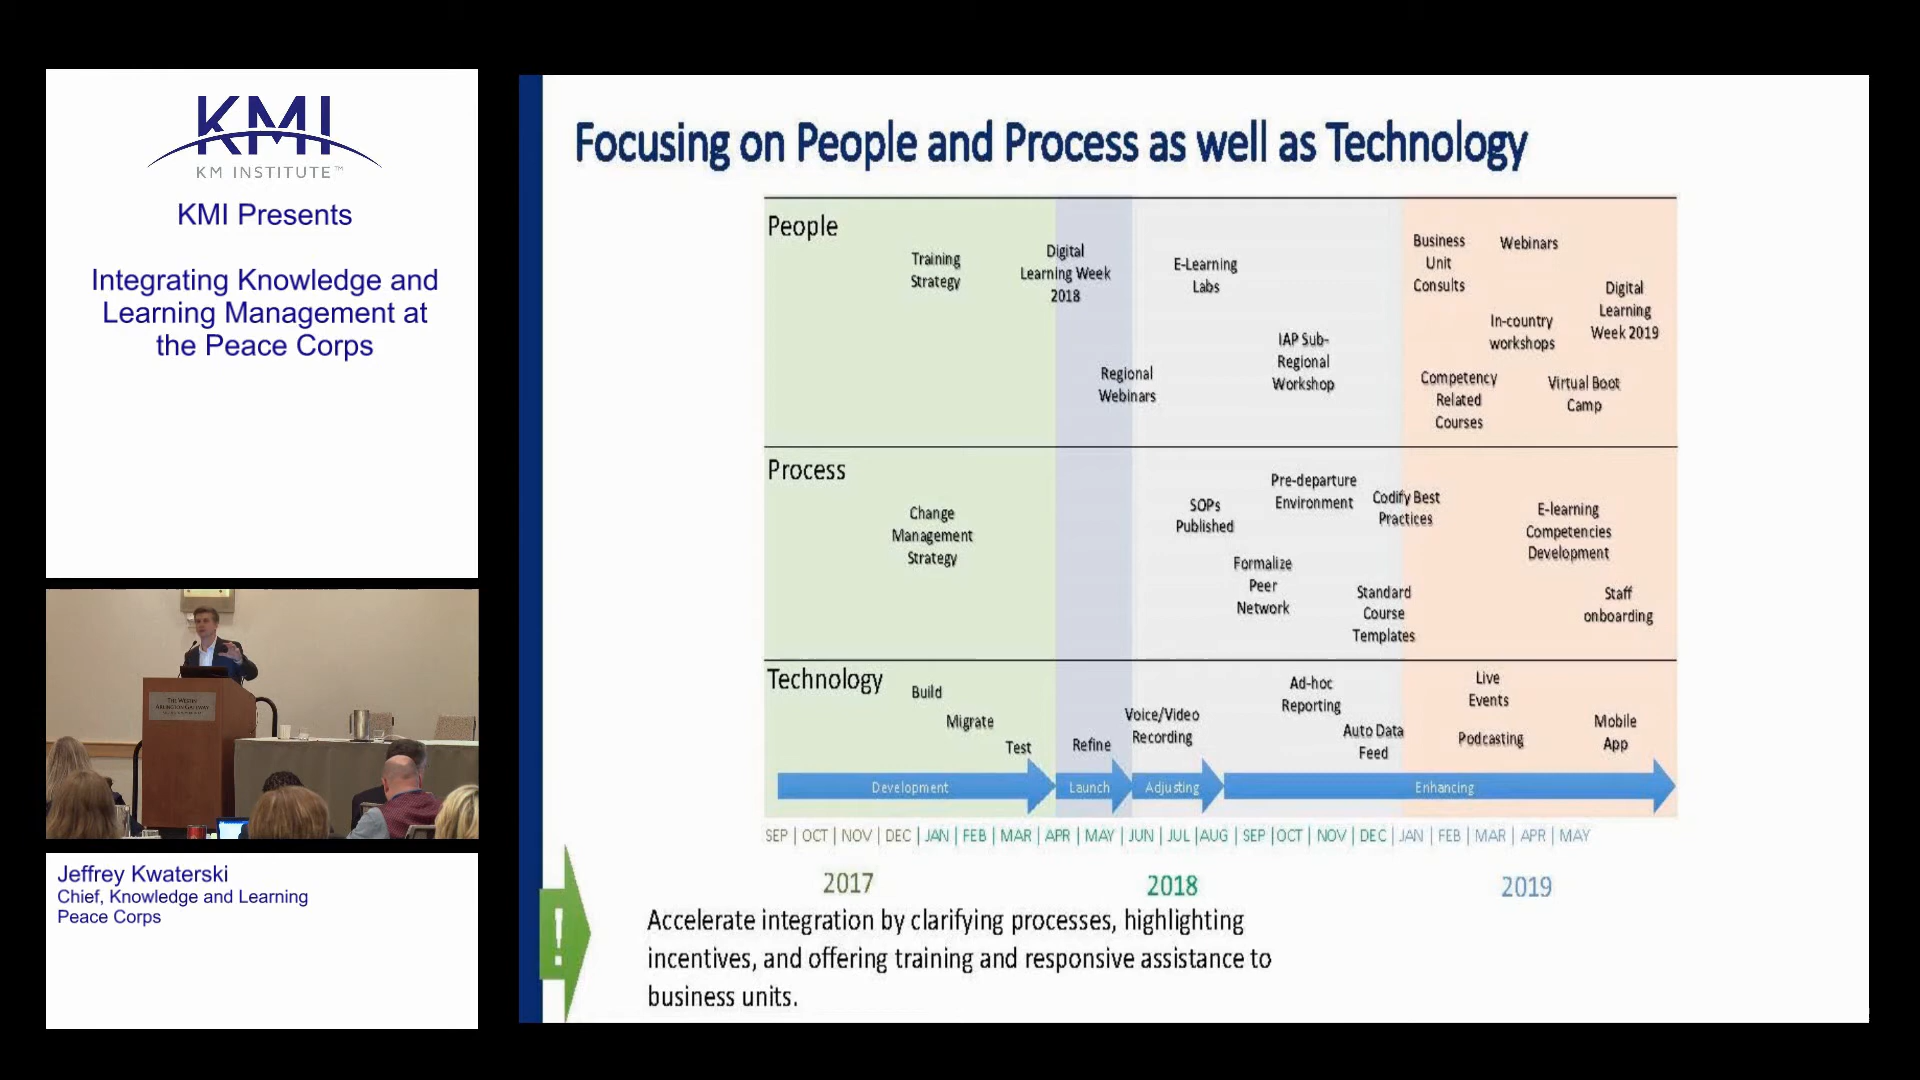 KMI
KM INSTITUTE™
KMI Presents
Integrating Knowledge and
Learning Management at
the Peace Corps
THE WESTIN
ARLINGTON GATEWAY
Jeffrey Kwaterski
Chief, Knowledge and Learning
Peace Corps
Focusing on People and Process as well as Technology
People
Training
Strategy
Digital
Learning Week
2018
Regional
Webinars
E-Learning
Labs
IAP Sub-
Regional
Workshop
Business
Unit
Consults
Webinars
In-country
workshops
Digital
Learning
Week 2019
Competency
Related
Courses
Virtual Boot
Camp
Process
Change
Management
Strategy
SOPs
Published
Pre-departure
Environment
Codify Best
Practices
Formalize
Peer
Network
Standard
Course
Templates
E-learning
Competencies
Development
Staff
onboarding
Technology
Build
Migrate
Test
Refine
Voice/Video
Recording
Ad-hoc
Reporting
Auto Data
Feed
Live
Events
Podcasting
Mobile
App
Development
Launch
Adjusting
Enhancing
SEP | OCT | NOV | DEC | JAN | FEB | MAR | APR | MAY | JUN | JUL |AUG | SEP |OCT | NOV | DEC | JAN | FEB | MAR | APR | MAY
2017
2018
2019
!
Accelerate integration by clarifying processes, highlighting
incentives, and offering training and responsive assistance to
business units.